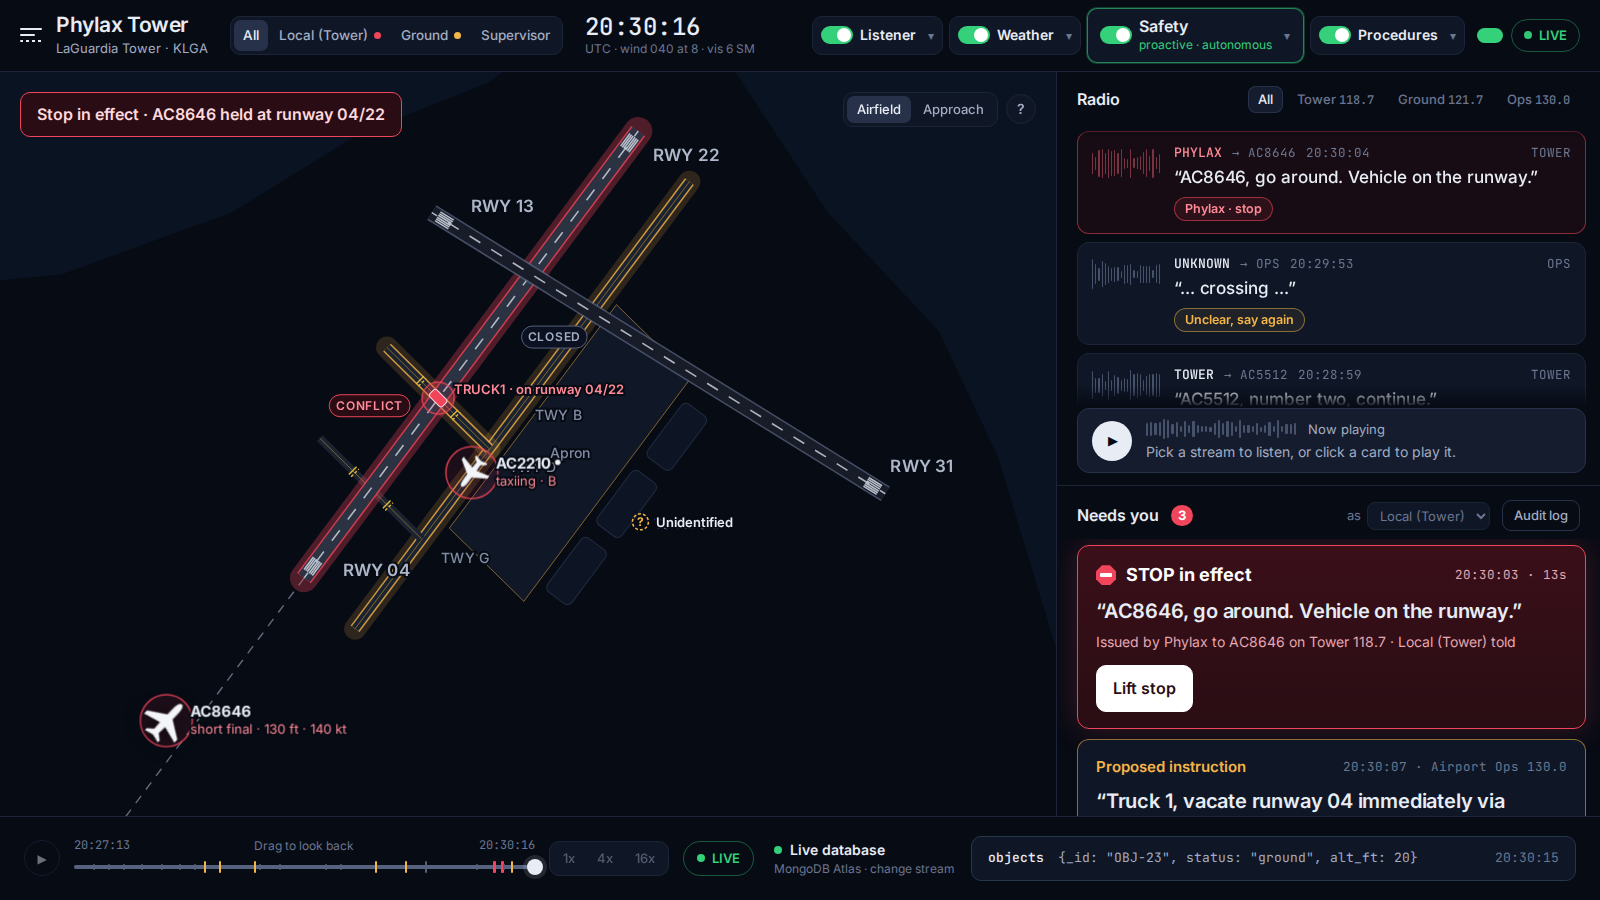 Phylax Tower
LaGuardia Tower · KLGA
All Local (Tower) Ground Supervisor
20:30:16
UTC · wind 040 at 8 · vis 6 SM
Listener
Weather
Safety
proactive · autonomous
Procedures
LIVE
Stop in effect · AC8646 held at runway 04/22
Airfield Approach ?
RWY 22
RWY 13
CLOSED
TRUCK1 · on runway 04/22
CONFLICT
TWY B
Apron
AC2210
taxiing · B
RWY 31
Unidentified
TWY G
RWY 04
AC8646
short final · 130 ft · 140 kt
Radio
All Tower 118.7 Ground 121.7 Ops 130.0
PHYLAX → AC8646 20:30:04 TOWER
“AC8646, go around. Vehicle on the runway.”
Phylax · stop
UNKNOWN → OPS 20:29:53 OPS
“... crossing ...”
Unclear, say again
TOWER → AC5512 20:28:59 TOWER
“AC5512, number two, continue.”
Now playing
Pick a stream to listen, or click a card to play it.
Needs you 3
as Local (Tower) Audit log
STOP in effect 20:30:03 · 13s
“AC8646, go around. Vehicle on the runway.”
Issued by Phylax to AC8646 on Tower 118.7 · Local (Tower) told
Lift stop
Proposed instruction 20:30:07 · Airport Ops 130.0
“Truck 1, vacate runway 04 immediately via
20:27:13 Drag to look back 20:30:16
1x 4x 16x
LIVE
Live database
MongoDB Atlas · change stream
objects {_id: "OBJ-23", status: "ground", alt_ft: 20} 20:30:15